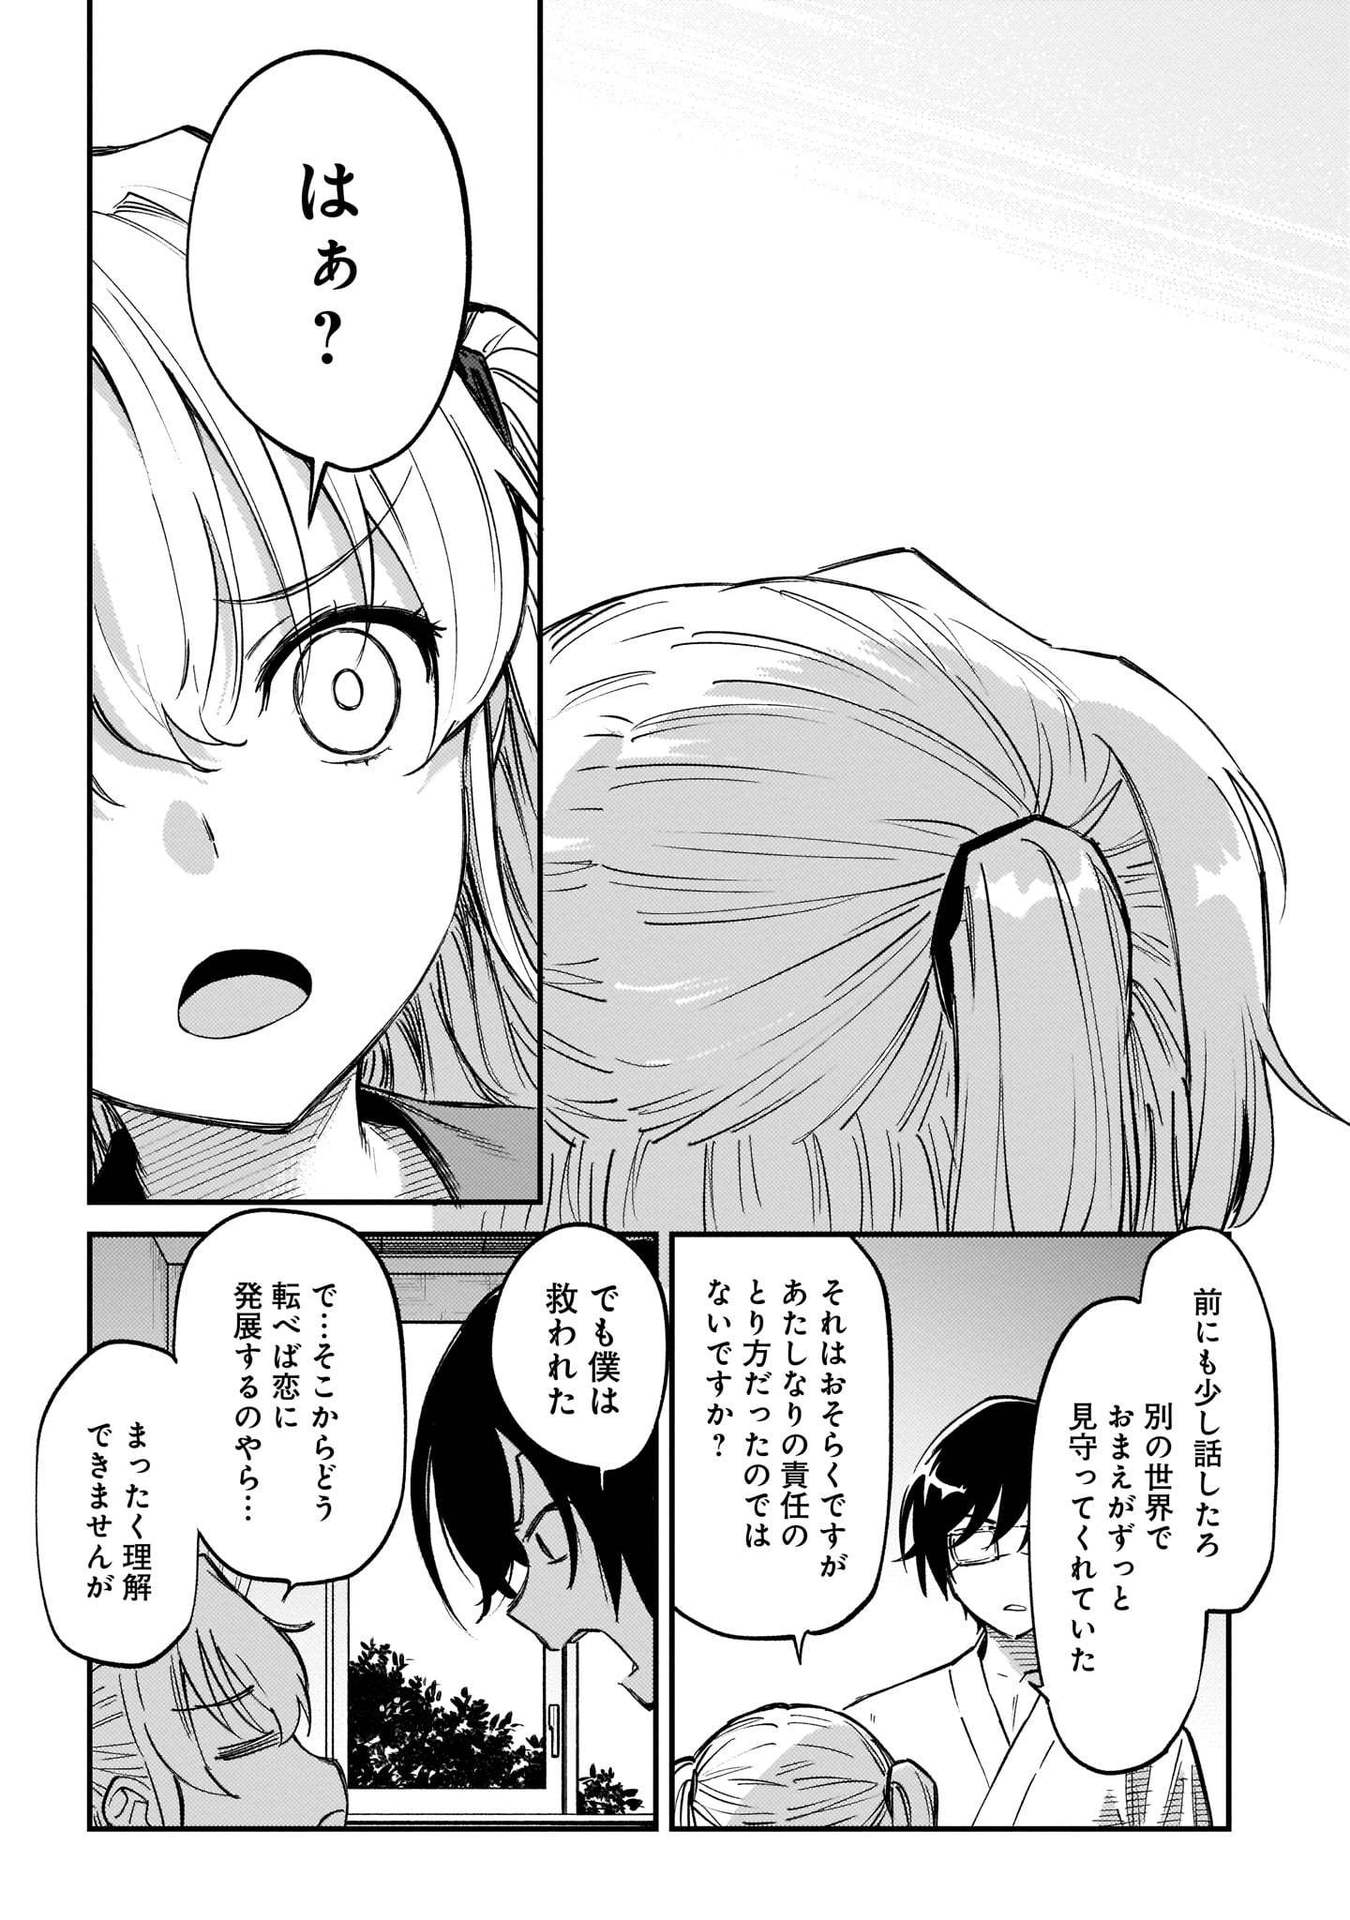 はぁ？
前にも少し話したろ
別の世界で
おまえがずっと
見守ってくれていた
それはおそらくですが
あたしなりの責任の
とり方だったのでは
ないですか？
でも僕は
救われた
で…そこからどう
転べば恋に
発展するのやら…
まったく理解
できませんが